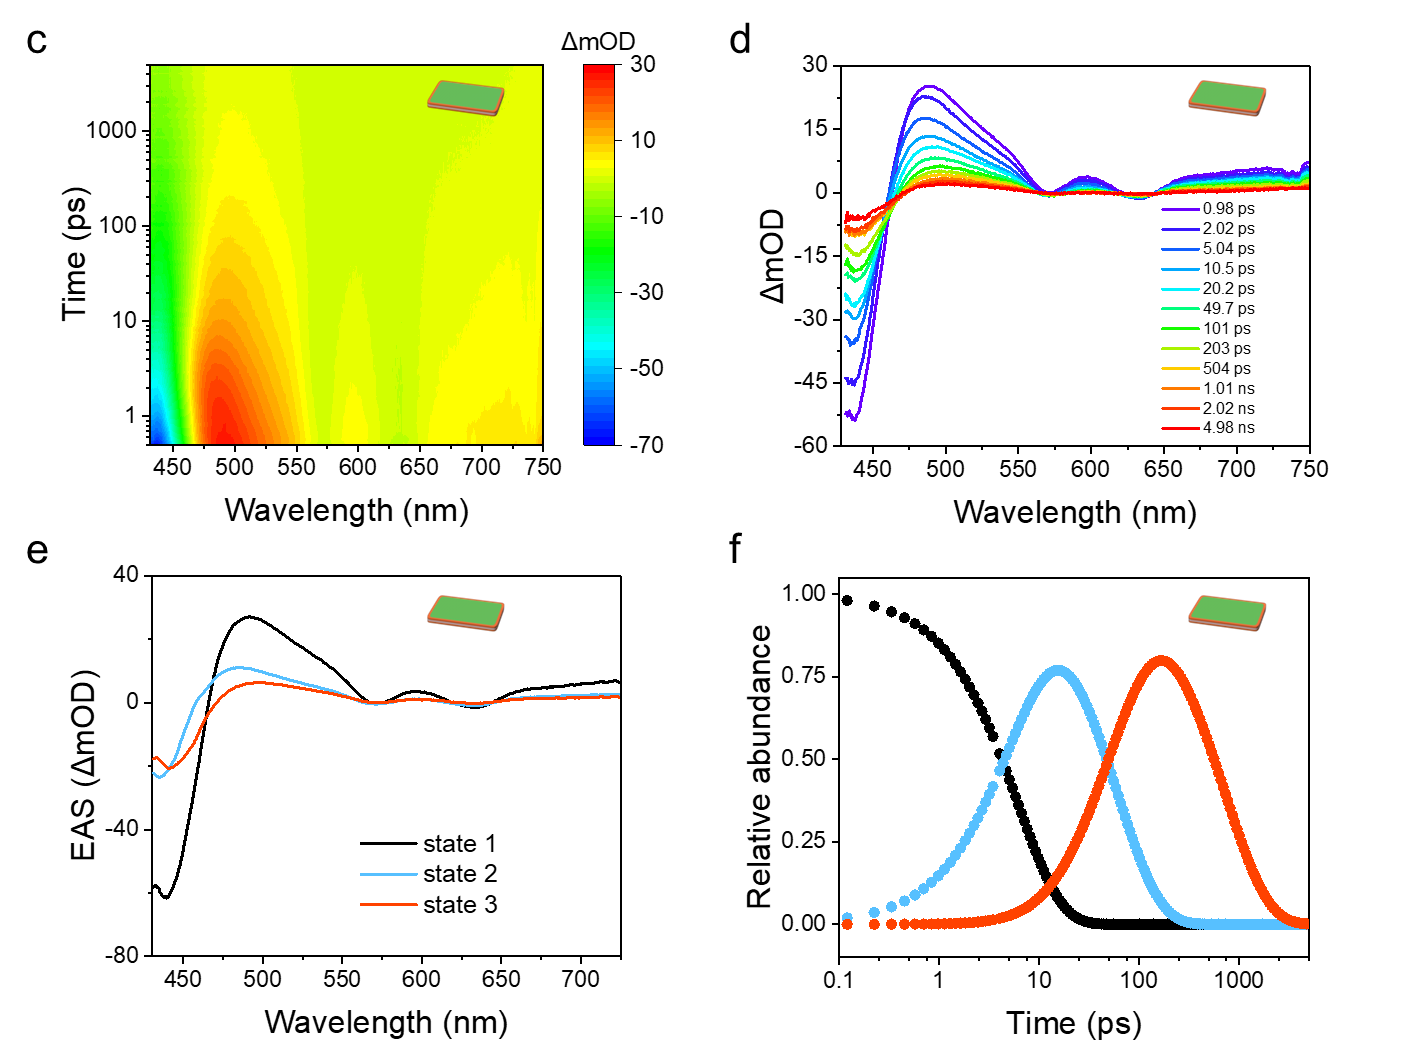 c
ΔmOD
30
10
-10
-30
-50
-70
1000
100
10
1
Time (ps)
450 500 550 600 650 700 750
Wavelength (nm)
d
30
15
0
-15
-30
-45
-60
ΔmOD
0.98 ps
2.02 ps
5.04 ps
10.5 ps
20.2 ps
49.7 ps
101 ps
203 ps
504 ps
1.01 ns
2.02 ns
4.98 ns
450 500 550 600 650 700 750
Wavelength (nm)
e
40
0
-40
-80
EAS (ΔmOD)
state 1
state 2
state 3
450 500 550 600 650 700
Wavelength (nm)
f
1.00
0.75
0.50
0.25
0.00
Relative abundance
0.1 1 10 100 1000
Time (ps)